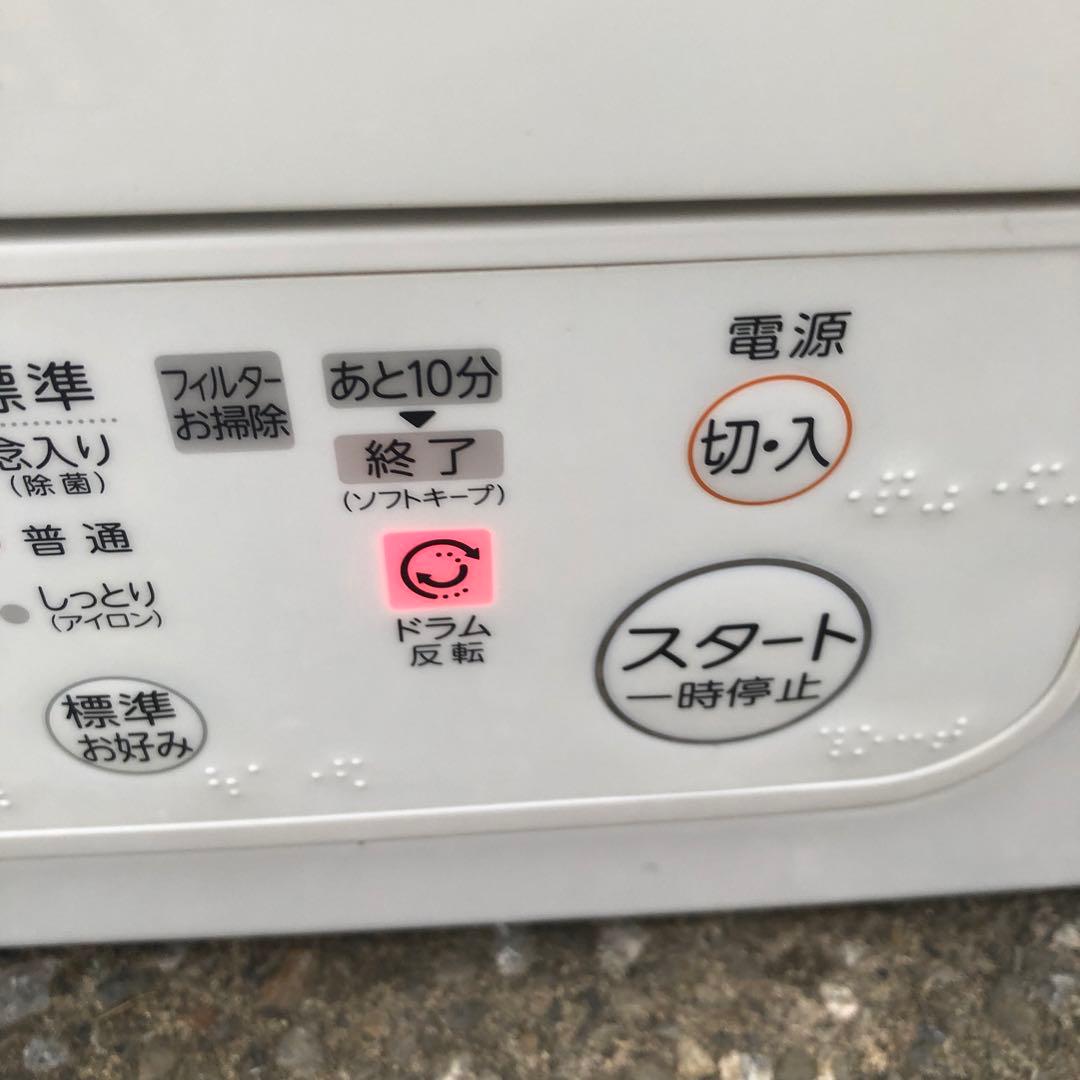 標準
念入り
(除菌)
普通
しっとり
(アイロン)
標準
お好み
フィルター
お掃除
あと10分
終了
(ソフトキープ)
ドラム
反転
電源
切・入
スタート
一時停止